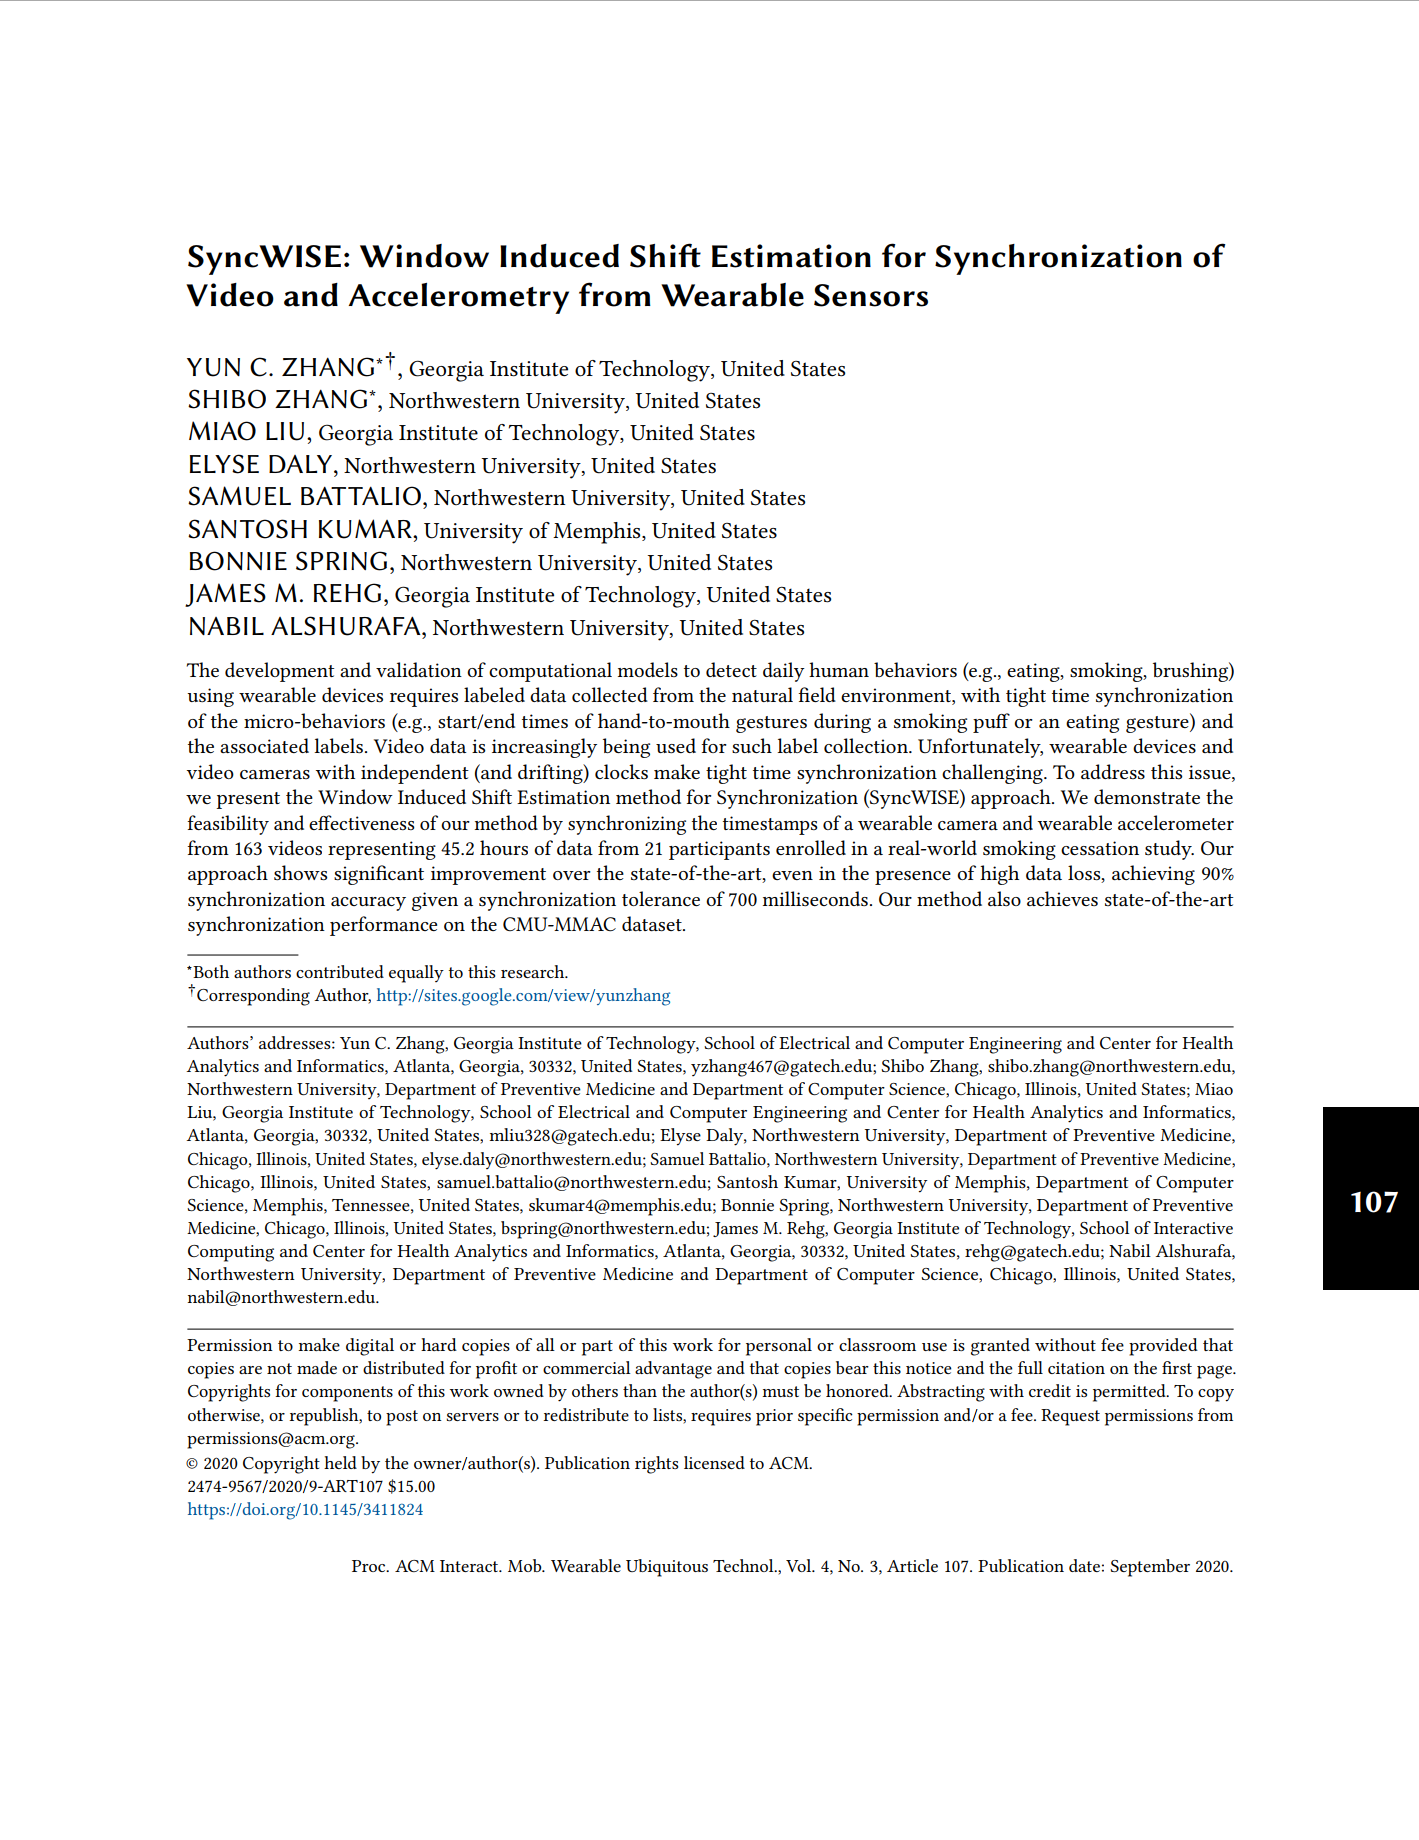 SyncWISE: Window Induced Shift Estimation for Synchronization of
Video and Accelerometry from Wearable Sensors
YUN C. ZHANG*†, Georgia Institute of Technology, United States
SHIBO ZHANG*, Northwestern University, United States
MIAO LIU, Georgia Institute of Technology, United States
ELYSE DALY, Northwestern University, United States
SAMUEL BATTALIO, Northwestern University, United States
SANTOSH KUMAR, University of Memphis, United States
BONNIE SPRING, Northwestern University, United States
JAMES M. REHG, Georgia Institute of Technology, United States
NABIL ALSHURAFA, Northwestern University, United States
The development and validation of computational models to detect daily human behaviors (e.g., eating, smoking, brushing)
using wearable devices requires labeled data collected from the natural field environment, with tight time synchronization
of the micro-behaviors (e.g., start/end times of hand-to-mouth gestures during a smoking puff or an eating gesture) and
the associated labels. Video data is increasingly being used for such label collection. Unfortunately, wearable devices and
video cameras with independent (and drifting) clocks make tight time synchronization challenging. To address this issue,
we present the Window Induced Shift Estimation method for Synchronization (SyncWISE) approach. We demonstrate the
feasibility and effectiveness of our method by synchronizing the timestamps of a wearable camera and wearable accelerometer
from 163 videos representing 45.2 hours of data from 21 participants enrolled in a real-world smoking cessation study. Our
approach shows significant improvement over the state-of-the-art, even in the presence of high data loss, achieving 90%
synchronization accuracy given a synchronization tolerance of 700 milliseconds. Our method also achieves state-of-the-art
synchronization performance on the CMU-MMAC dataset.
*Both authors contributed equally to this research.
†Corresponding Author, http://sites.google.com/view/yunzhang
Authors' addresses: Yun C. Zhang, Georgia Institute of Technology, School of Electrical and Computer Engineering and Center for Health
Analytics and Informatics, Atlanta, Georgia, 30332, United States, yzhang467@gatech.edu; Shibo Zhang, shibo.zhang@northwestern.edu,
Northwestern University, Department of Preventive Medicine and Department of Computer Science, Chicago, Illinois, United States; Miao
Liu, Georgia Institute of Technology, School of Electrical and Computer Engineering and Center for Health Analytics and Informatics,
Atlanta, Georgia, 30332, United States, mliu328@gatech.edu; Elyse Daly, Northwestern University, Department of Preventive Medicine,
Chicago, Illinois, United States, elyse.daly@northwestern.edu; Samuel Battalio, Northwestern University, Department of Preventive Medicine,
Chicago, Illinois, United States, samuel.battalio@northwestern.edu; Santosh Kumar, University of Memphis, Department of Computer
Science, Memphis, Tennessee, United States, skumar4@memphis.edu; Bonnie Spring, Northwestern University, Department of Preventive
Medicine, Chicago, Illinois, United States, bspring@northwestern.edu; James M. Rehg, Georgia Institute of Technology, School of Interactive
Computing and Center for Health Analytics and Informatics, Atlanta, Georgia, 30332, United States, rehg@gatech.edu; Nabil Alshurafa,
Northwestern University, Department of Preventive Medicine and Department of Computer Science, Chicago, Illinois, United States,
nabil@northwestern.edu.
107
Permission to make digital or hard copies of all or part of this work for personal or classroom use is granted without fee provided that
copies are not made or distributed for profit or commercial advantage and that copies bear this notice and the full citation on the first page.
Copyrights for components of this work owned by others than the author(s) must be honored. Abstracting with credit is permitted. To copy
otherwise, or republish, to post on servers or to redistribute to lists, requires prior specific permission and/or a fee. Request permissions from
permissions@acm.org.
© 2020 Copyright held by the owner/author(s). Publication rights licensed to ACM.
2474-9567/2020/9-ART107 $15.00
https://doi.org/10.1145/3411824
Proc. ACM Interact. Mob. Wearable Ubiquitous Technol., Vol. 4, No. 3, Article 107. Publication date: September 2020.